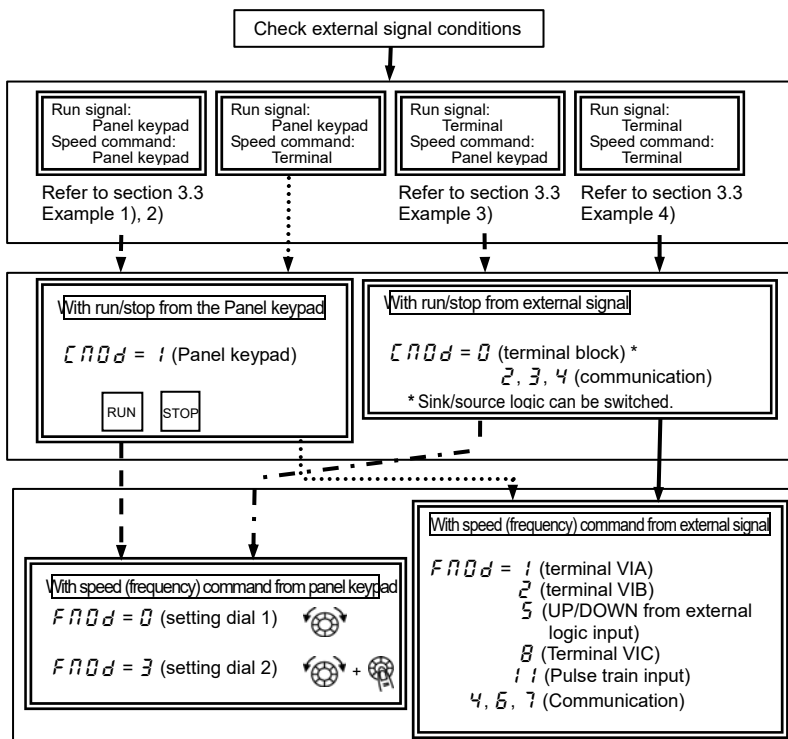 Check external signal conditions
Run signal:
Panel keypad
Speed command:
Panel keypad
Run signal:
Panel keypad
Speed command:
Terminal
Run signal:
Terminal
Speed command:
Panel keypad
Run signal:
Terminal
Speed command:
Terminal
Refer to section 3.3
Example 1), 2)
Refer to section 3.3
Example 3)
Refer to section 3.3
Example 4)
With run/stop from the Panel keypad
CMOd = 1 (Panel keypad)
RUN
STOP
With run/stop from external signal
CMOd = 0 (terminal block) *
2, 3, 4 (communication)
* Sink/source logic can be switched.
With speed (frequency) command from panel keypad
FMOd = 0 (setting dial 1)
FMOd = 3 (setting dial 2)
+
With speed (frequency) command from external signal
FMOd = 1 (terminal VIA)
2 (terminal VIB)
5 (UP/DOWN from external
logic input)
8 (Terminal VIC)
11 (Pulse train input)
4, 6, 7 (Communication)